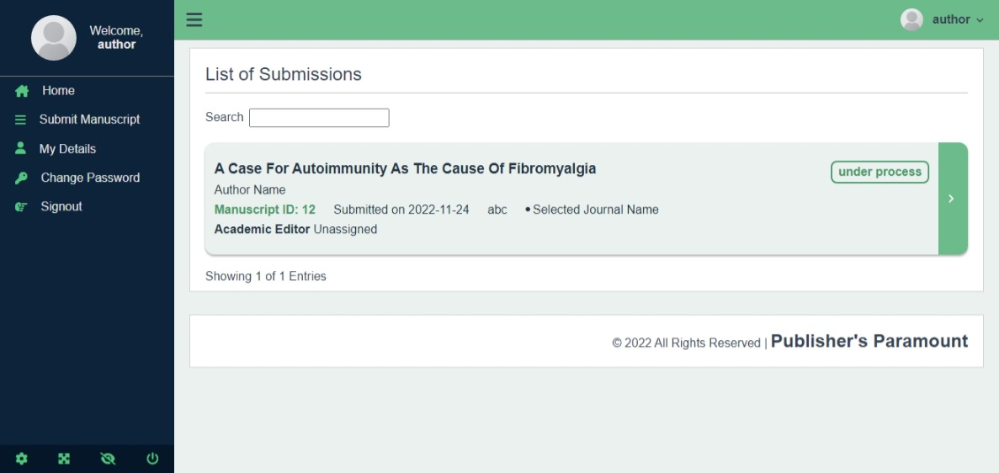 Welcome,
author
Home
Submit Manuscript
My Details
Change Password
Signout
author
List of Submissions
Search
A Case For Autoimmunity As The Cause Of Fibromyalgia
under process
Author Name
Manuscript ID: 12 Submitted on 2022-11-24 abc • Selected Journal Name
Academic Editor Unassigned
Showing 1 of 1 Entries
© 2022 All Rights Reserved | Publisher's Paramount